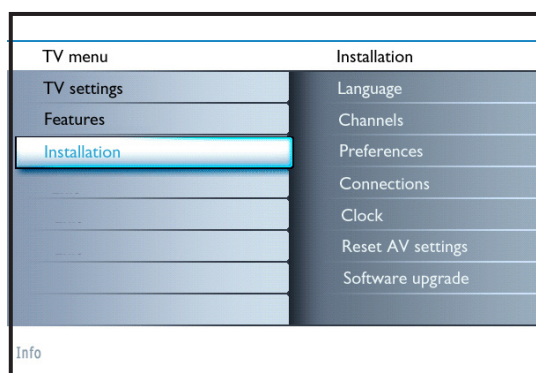 TV menu
TV settings
Features
Installation
Installation
Language
Channels
Preferences
Connections
Clock
Reset AV settings
Software upgrade
Info